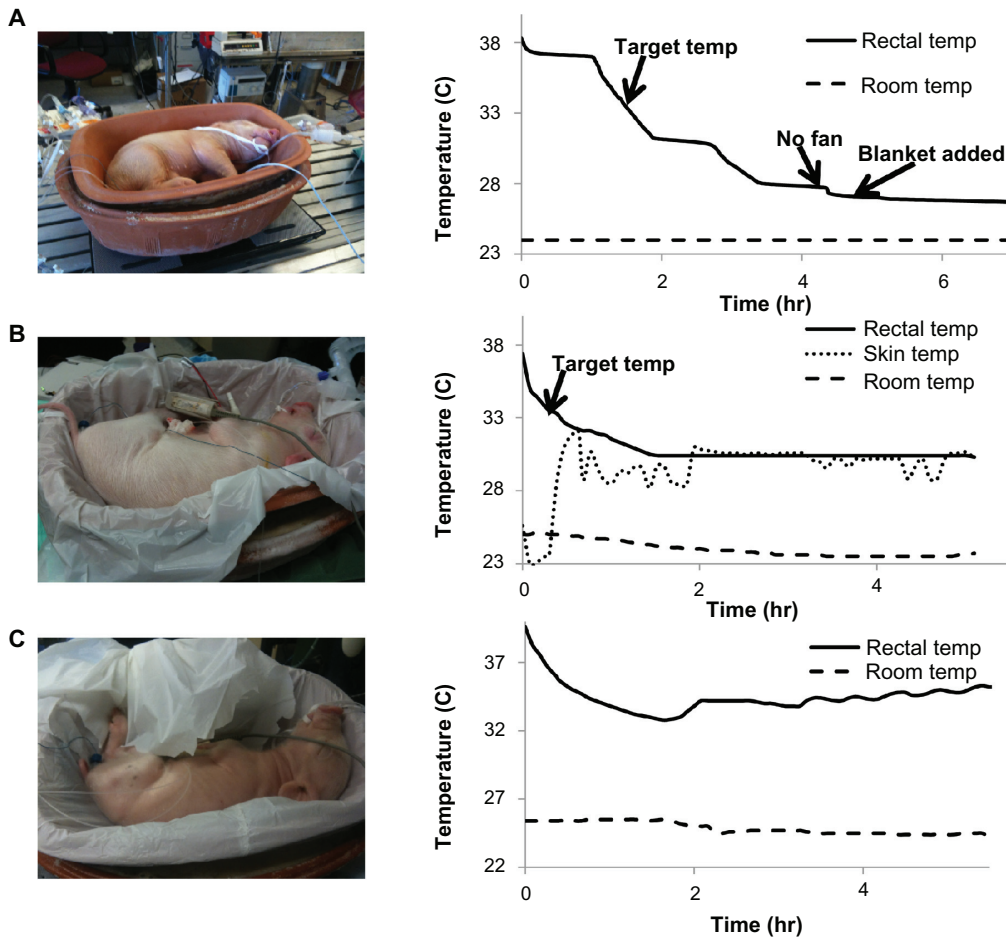 A
Temperature (C)
38
33
28
23
0
2
4
6
Time (hr)
Target temp
No fan
Blanket added
Rectal temp
Room temp
B
Temperature (C)
38
33
28
23
0
2
4
Time (hr)
Target temp
Rectal temp
Skin temp
Room temp
C
Temperature (C)
37
32
27
22
0
2
4
Time (hr)
Rectal temp
Room temp